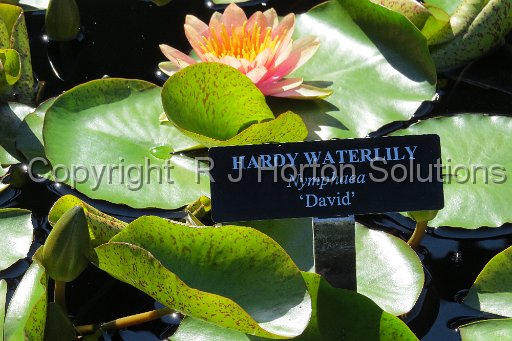 HARDY WATERLILY
Copyright © R J Horton Solutions
Nymphaea
'David'